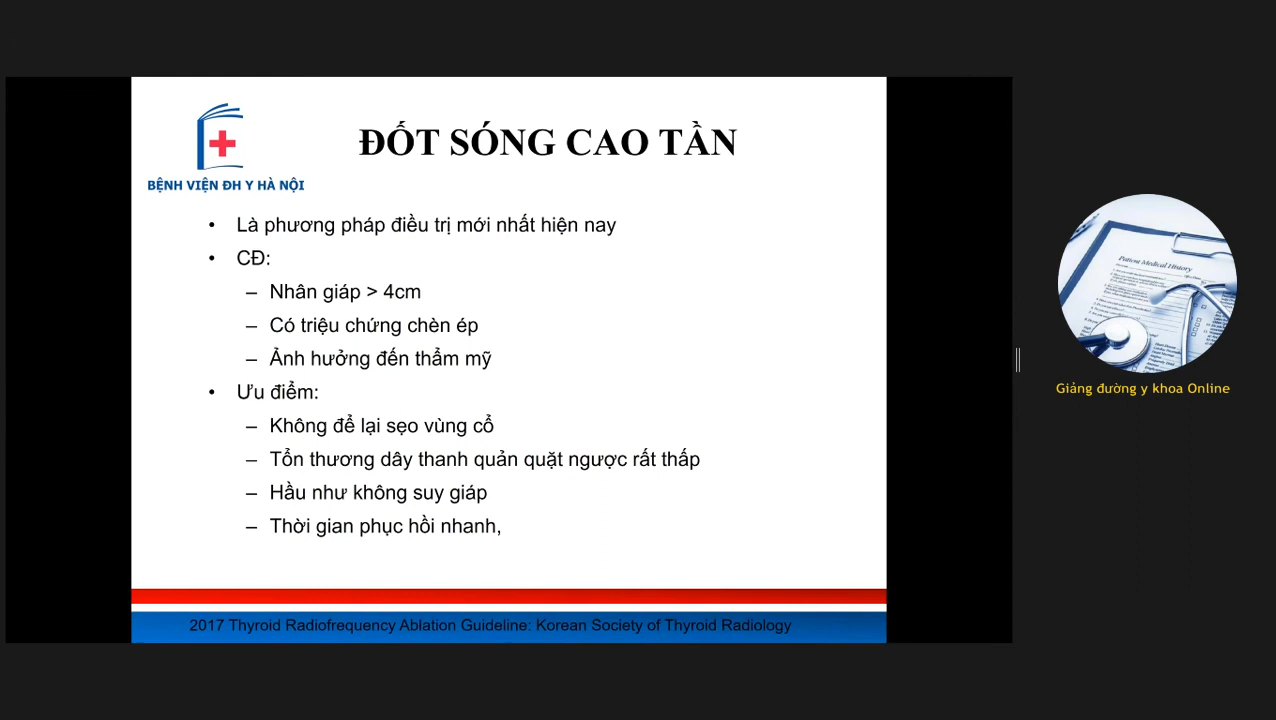 ĐỐT SÓNG CAO TẦN
BỆNH VIỆN ĐH Y HÀ NỘI
• Là phương pháp điều trị mới nhất hiện nay
• CĐ:
– Nhân giáp > 4cm
– Có triệu chứng chèn ép
– Ảnh hưởng đến thẩm mỹ
• Ưu điểm:
– Không để lại sẹo vùng cổ
– Tổn thương dây thanh quản quặt ngược rất thấp
– Hầu như không suy giáp
– Thời gian phục hồi nhanh,
2017 Thyroid Radiofrequency Ablation Guideline: Korean Society of Thyroid Radiology
Patient Medical History
Giảng đường y khoa Online